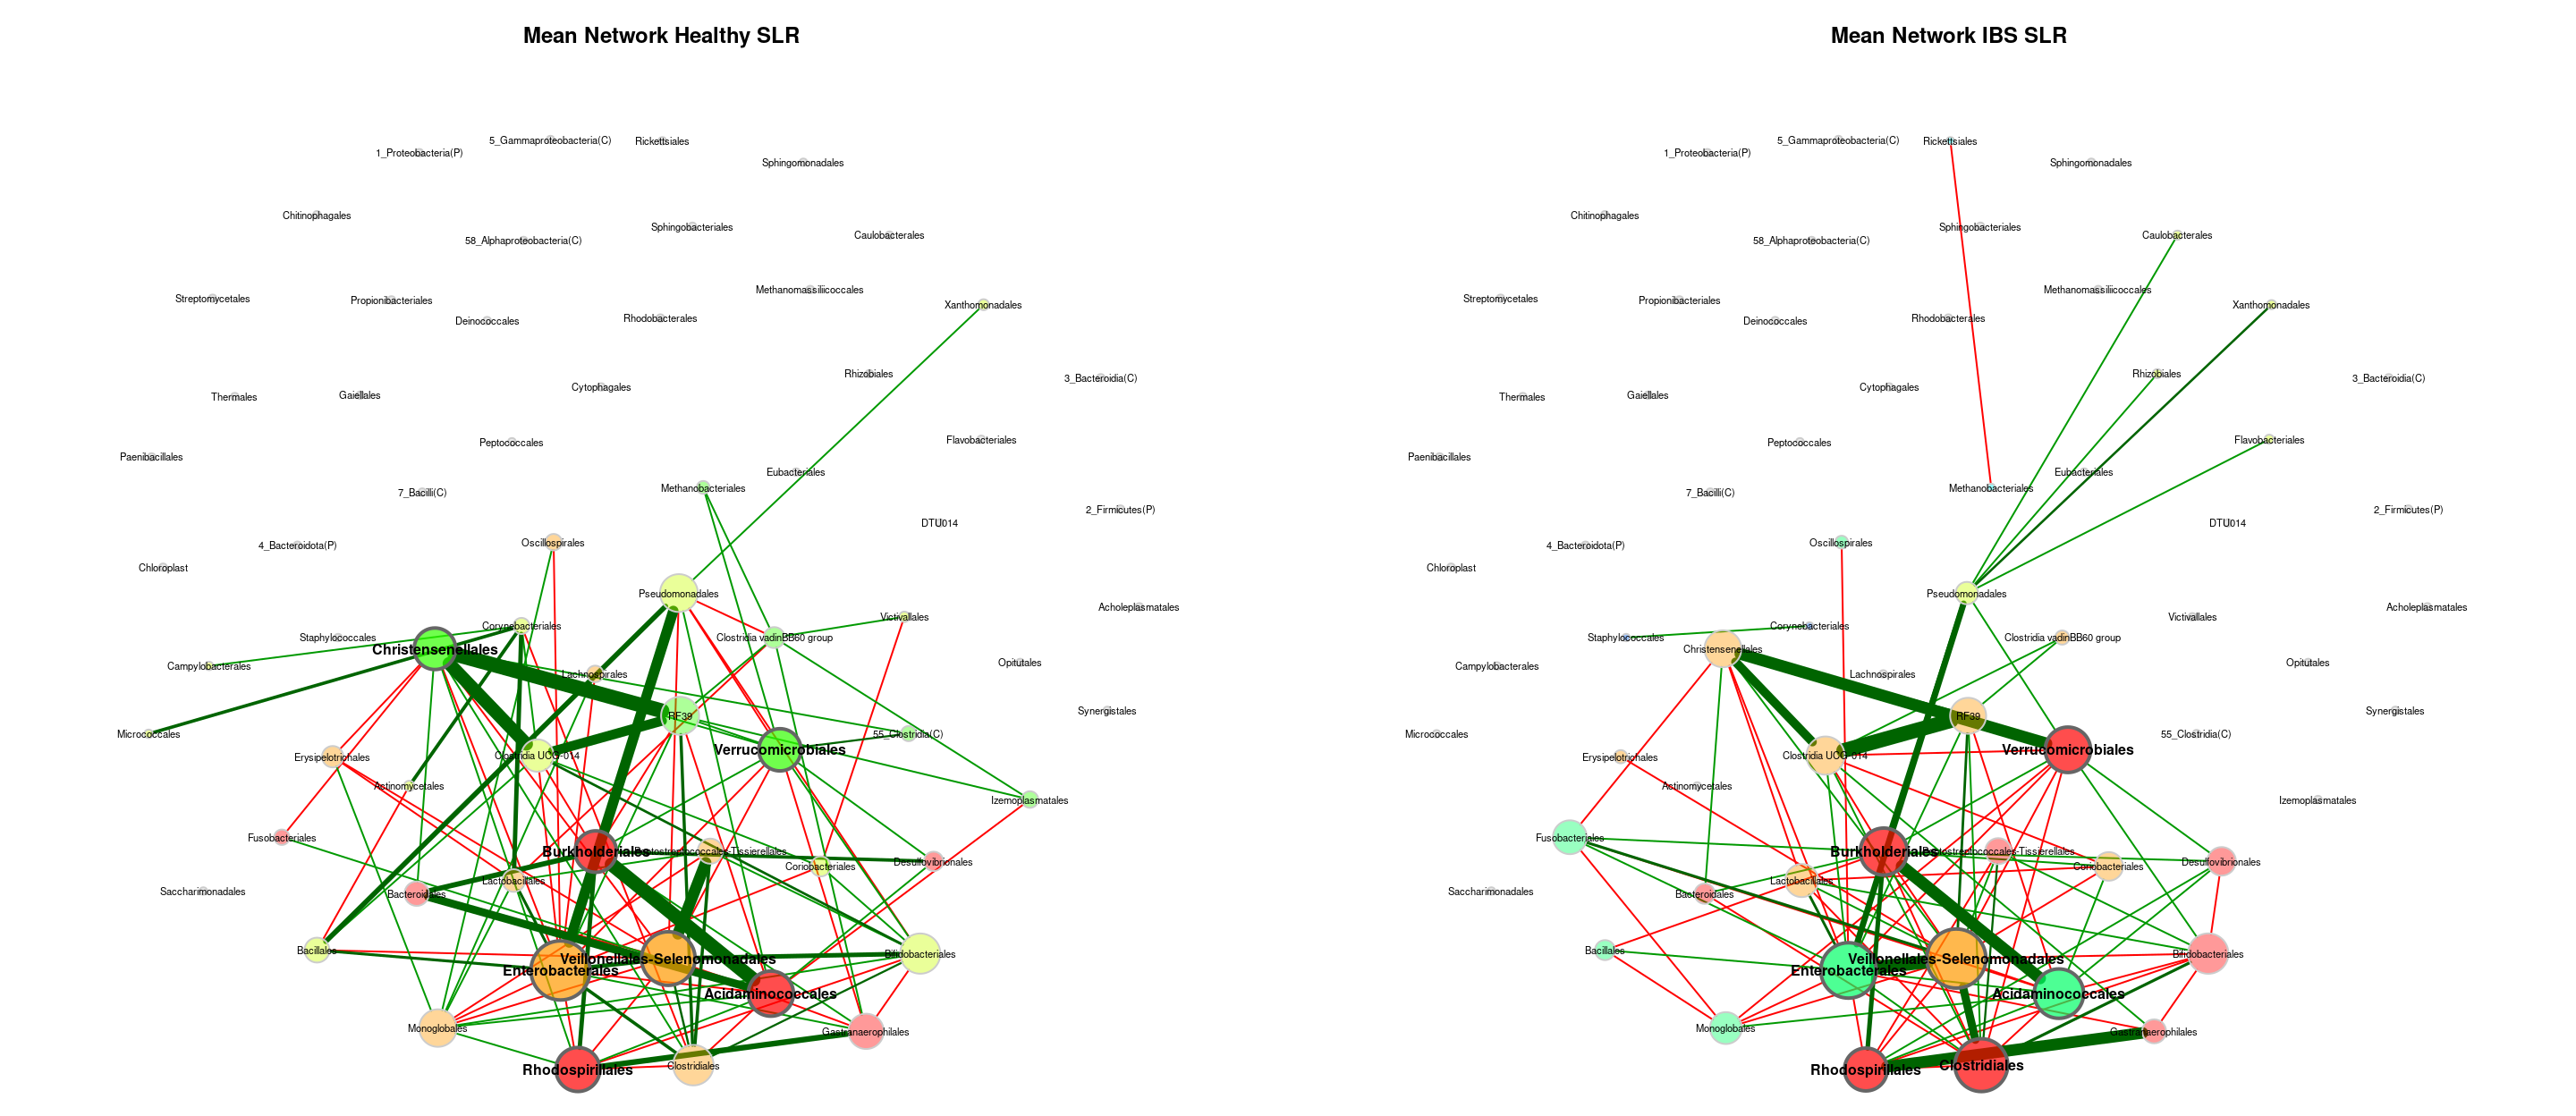 Mean Network Healthy SLR
5_Gammaproteobacteria(C)
Rickettsiales
1_Proteobacteria(P)
Sphingomonadales
Chitinophagales
Sphingobacteriales
Caulobacterales
58_Alphaproteobacteria(C)
Methanomassiliicoccales
Streptomycetales
Propionibacteriales
Xanthomonadales
Deinococcales
Rhodobacterales
Rhizobiales
3_Bacteroidia(C)
Cytophagales
Thermales
Gaiellales
Peptococcales
Flavobacteriales
Paenibacillales
Eubacteriales
7_Bacilli(C)
Methanobacteriales
2_Firmicutes(P)
DTU014
4_Bacteroidota(P)
Oscillospirales
Chloroplast
Pseudomonadales
Acholeplasmatales
Victivallales
Corynebacteriales
Staphylococcales
Clostridia vadinBB60 group
Christensenellales
Campylobacterales
Opitutales
Lachnospirales
RF39
Synergistales
Micrococcales
55_Clostridia(C)
Verrucomicrobiales
Erysipelotrichales
Clostridia UCG-014
Actinomycetales
Izemoplasmatales
Fusobacteriales
Burkholderiales
Peptostreptococcales-Tissierellales
Desulfovibrionales
Coriobacteriales
Lactobacillales
Saccharimonadales
Bacteroidales
Bacillales
Bifidobacteriales
Veillonellales-Selenomonadales
Enterobacterales
Acidaminococcales
Monoglobales
Gastranaerophilales
Clostridiales
Rhodospirillales
Mean Network IBS SLR
5_Gammaproteobacteria(C)
Rickettsiales
1_Proteobacteria(P)
Sphingomonadales
Chitinophagales
Sphingobacteriales
Caulobacterales
58_Alphaproteobacteria(C)
Methanomassiliicoccales
Streptomycetales
Propionibacteriales
Xanthomonadales
Deinococcales
Rhodobacterales
Rhizobiales
3_Bacteroidia(C)
Cytophagales
Thermales
Gaiellales
Peptococcales
Flavobacteriales
Paenibacillales
Eubacteriales
7_Bacilli(C)
Methanobacteriales
2_Firmicutes(P)
DTU014
4_Bacteroidota(P)
Oscillospirales
Chloroplast
Pseudomonadales
Acholeplasmatales
Victivallales
Corynebacteriales
Staphylococcales
Clostridia vadinBB60 group
Christensenellales
Campylobacterales
Opitutales
Lachnospirales
RF39
Synergistales
Micrococcales
55_Clostridia(C)
Verrucomicrobiales
Erysipelotrichales
Clostridia UCG-014
Actinomycetales
Izemoplasmatales
Fusobacteriales
Burkholderiales
Peptostreptococcales-Tissierellales
Desulfovibrionales
Coriobacteriales
Lactobacillales
Saccharimonadales
Bacteroidales
Bacillales
Bifidobacteriales
Veillonellales-Selenomonadales
Enterobacterales
Acidaminococcales
Monoglobales
Gastranaerophilales
Clostridiales
Rhodospirillales